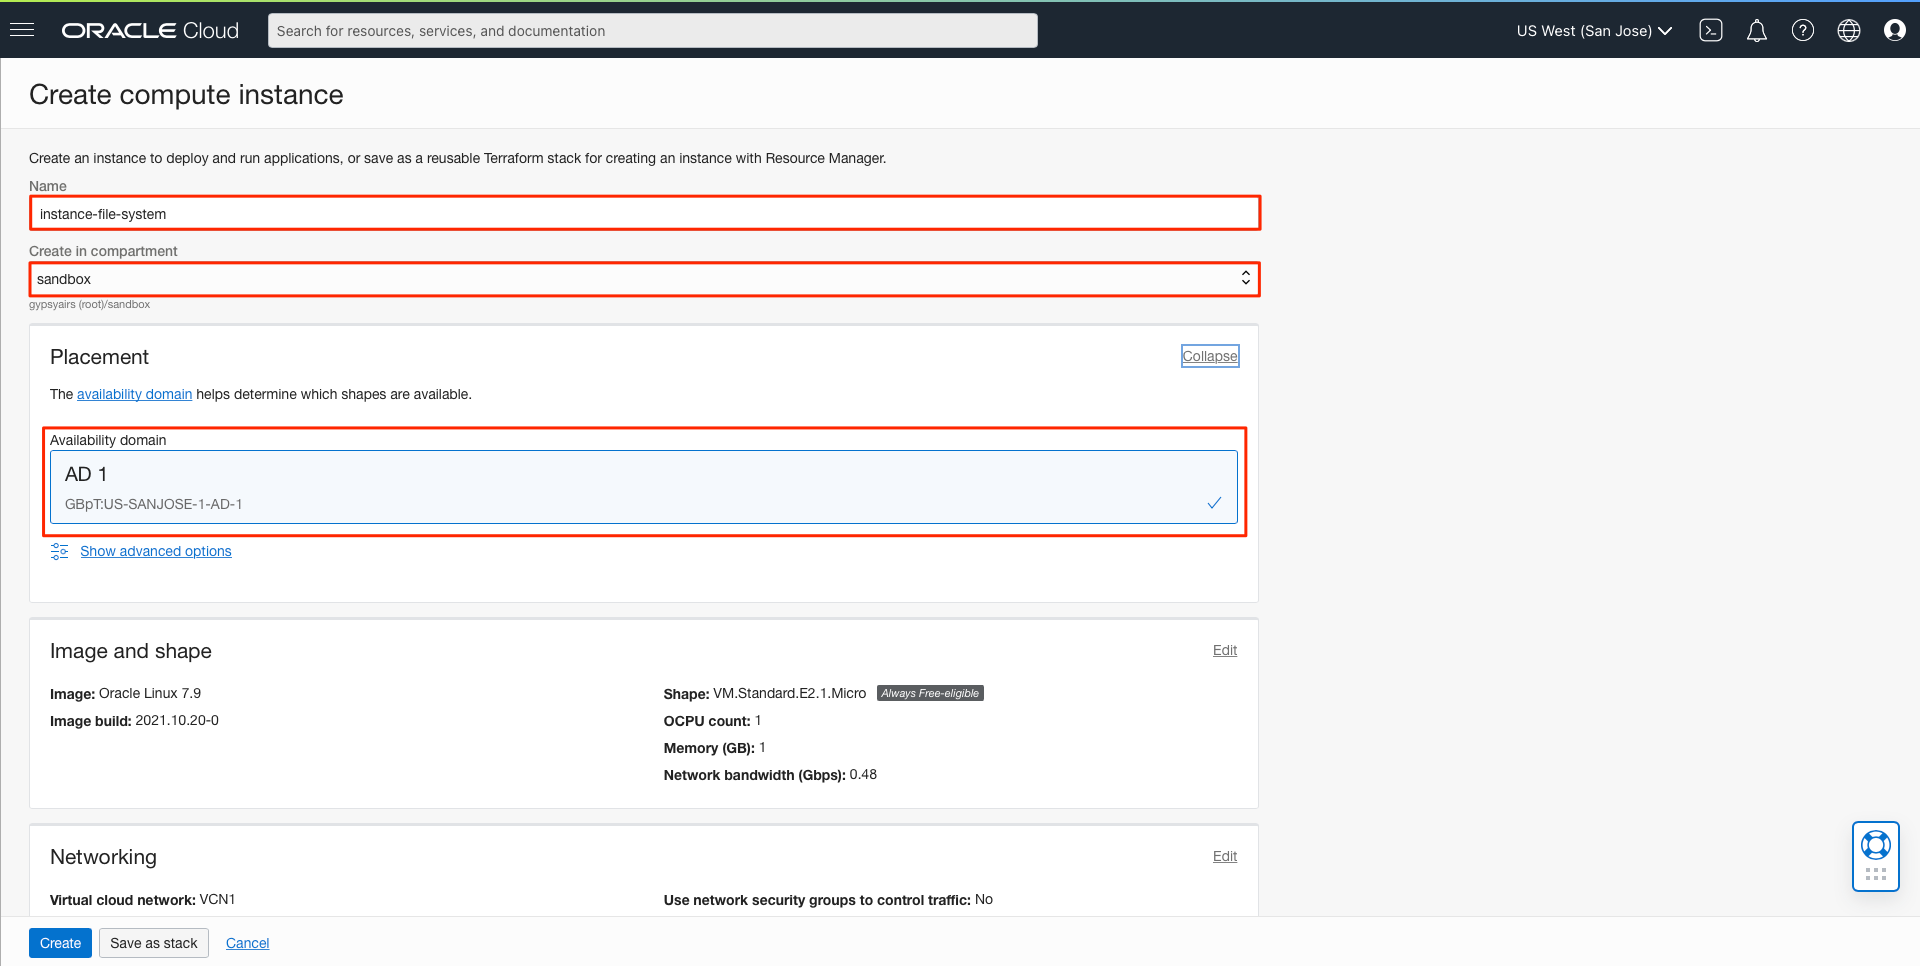 ORACLE Cloud
Search for resources, services, and documentation
US West (San Jose)
Create compute instance
Create an instance to deploy and run applications, or save as a reusable Terraform stack for creating an instance with Resource Manager.
Name
instance-file-system
Create in compartment
sandbox
gypsyairs (root)/sandbox
Placement
Collapse
The availability domain helps determine which shapes are available.
Availability domain
AD 1
GBpT:US-SANJOSE-1-AD-1
Show advanced options
Image and shape
Edit
Image: Oracle Linux 7.9
Image build: 2021.10.20-0
Shape: VM.Standard.E2.1.Micro Always Free-eligible
OCPU count: 1
Memory (GB): 1
Network bandwidth (Gbps): 0.48
Networking
Edit
Virtual cloud network: VCN1
Use network security groups to control traffic: No
Create
Save as stack
Cancel